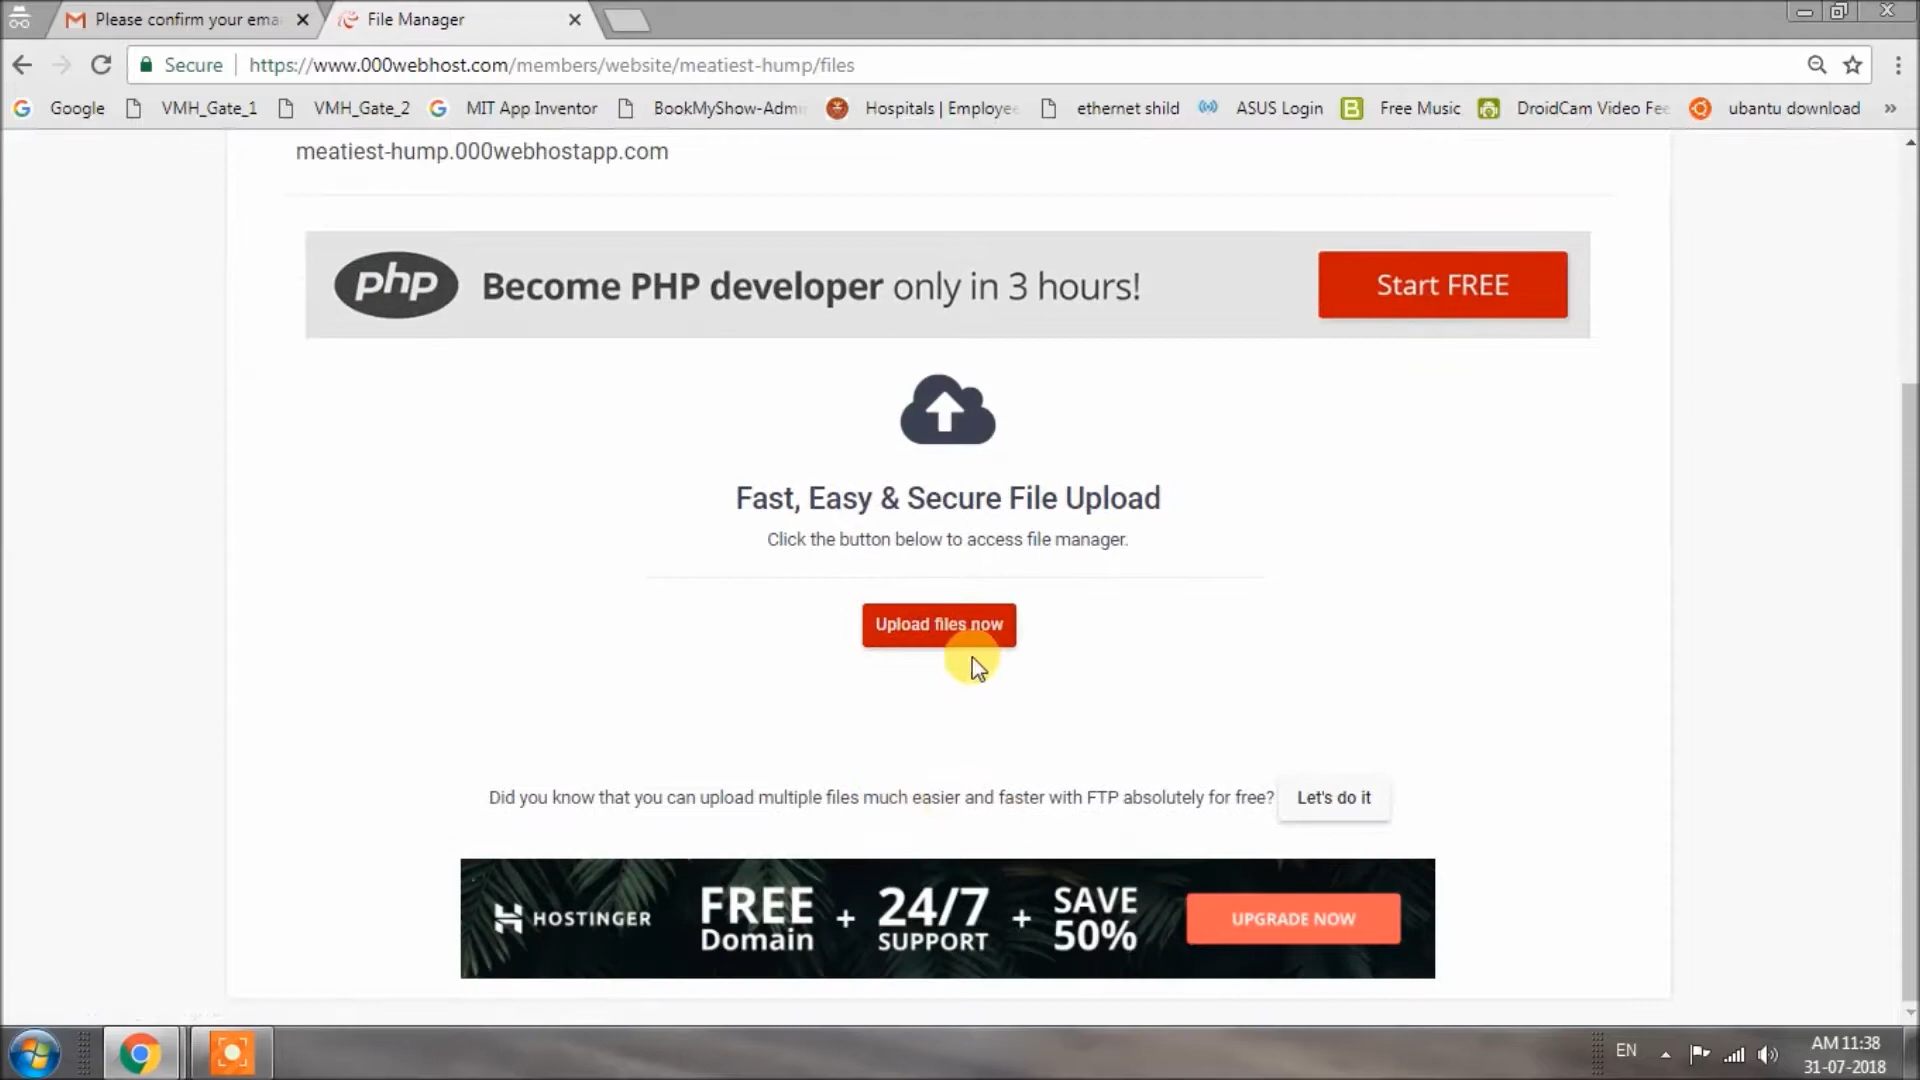 Please confirm your ema
File Manager
Secure
https://www.000webhost.com/members/website/meatiest-hump/files
Google
VMH_Gate_1
VMH_Gate_2
MIT App Inventor
BookMyShow-Adm
Hospitals | Employe
ethernet shild
ASUS Login
Free Music
DroidCam Video Fe
ubantu download
»
meatiest-hump.000webhostapp.com
php
Become PHP developer only in 3 hours!
Start FREE
Fast, Easy & Secure File Upload
Click the button below to access file manager.
Upload files now
Did you know that you can upload multiple files much easier and faster with FTP absolutely for free?
Let's do it
HOSTINGER
FREE
Domain
+
24/7
SUPPORT
+
SAVE
50%
UPGRADE NOW
EN
AM 11:38
31-07-2018